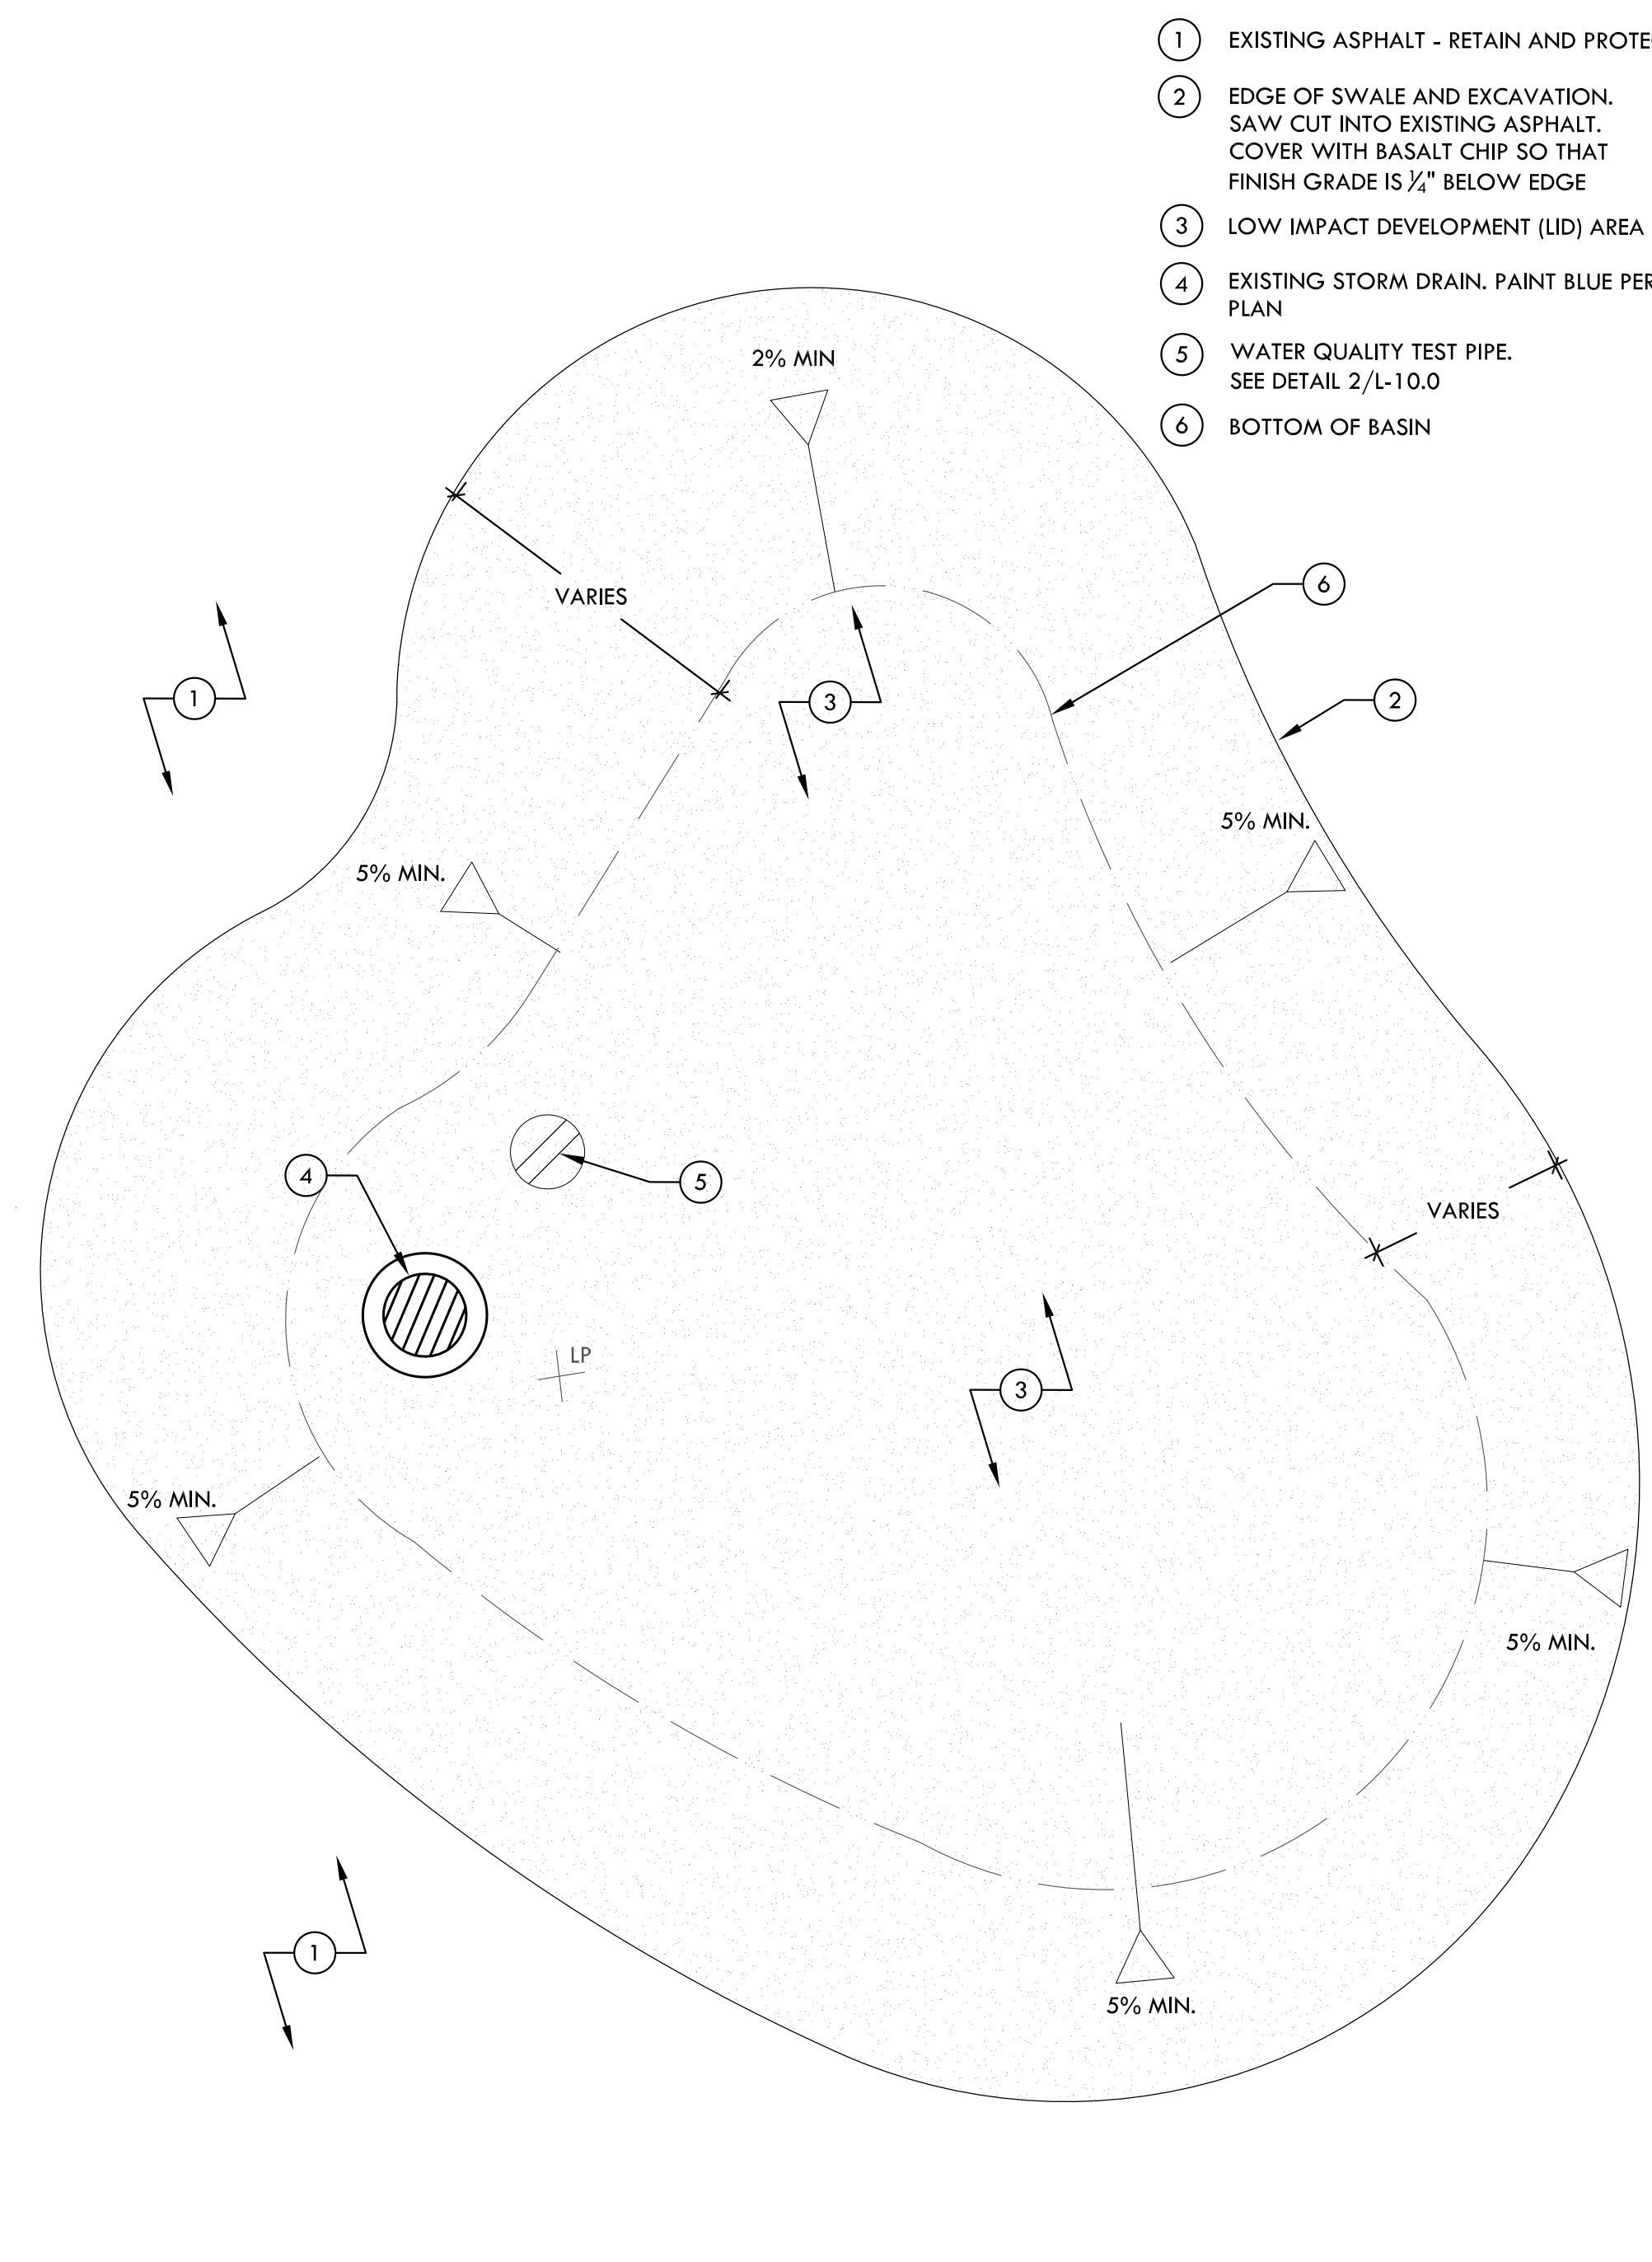 1 EXISTING ASPHALT - RETAIN AND
2 EDGE OF SWALE AND EXCAVATION.
SAW CUT INTO EXISTING ASPHALT.
COVER WITH BASALT CHIP SO THAT
FINISH GRADE IS ¼" BELOW EDGE
3 LOW IMPACT DEVELOPMENT (LID) AREA
4 EXISTING STORM DRAIN. PAINT BLUE PER
PLAN
5 WATER QUALITY TEST PIPE.
SEE DETAIL 2/L-10.0
6 BOTTOM OF BASIN
2% MIN
VARIES
6
1
3
2
5% MIN.
5% MIN.
4
5
VARIES
LP
3
5% MIN.
5% MIN.
1
5% MIN.